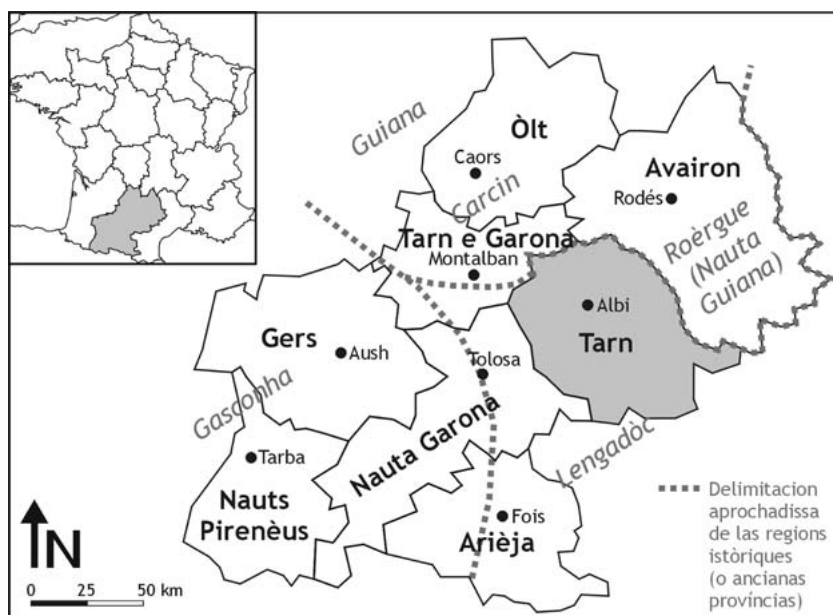 Guiana
Òlt
Caors
Avairon
Carcin
Rodés
Tarn e Garona
Montalban
Roèrgue
(Nauta
Guiana)
Albi
Gers
Aush
Tarn
Tolosa
Gasconha
Nauta Garona
Lengadòc
Tarba
Nauts
Pirenèus
Fois
Arièja
N
0 25 50 km
Delimitacion
aprochadissa
de las regions
istòriques
(o ancianas
províncias)